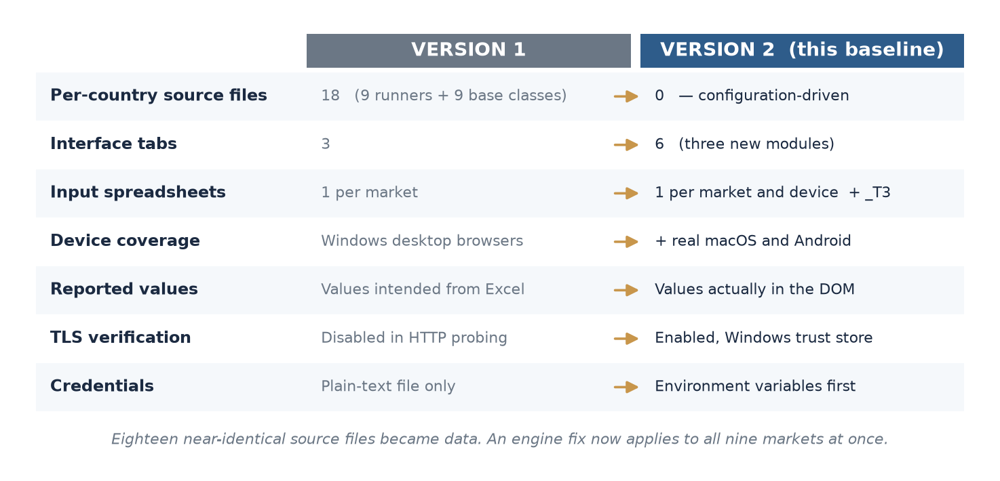 VERSION 1 VERSION 2 (this baseline)
Per-country source files 18 (9 runners + 9 base classes) 0 — configuration-driven
Interface tabs 3 6 (three new modules)
Input spreadsheets 1 per market 1 per market and device + _T3
Device coverage Windows desktop browsers + real macOS and Android
Reported values Values intended from Excel Values actually in the DOM
TLS verification Disabled in HTTP probing Enabled, Windows trust store
Credentials Plain-text file only Environment variables first
Eighteen near-identical source files became data. An engine fix now applies to all nine markets at once.